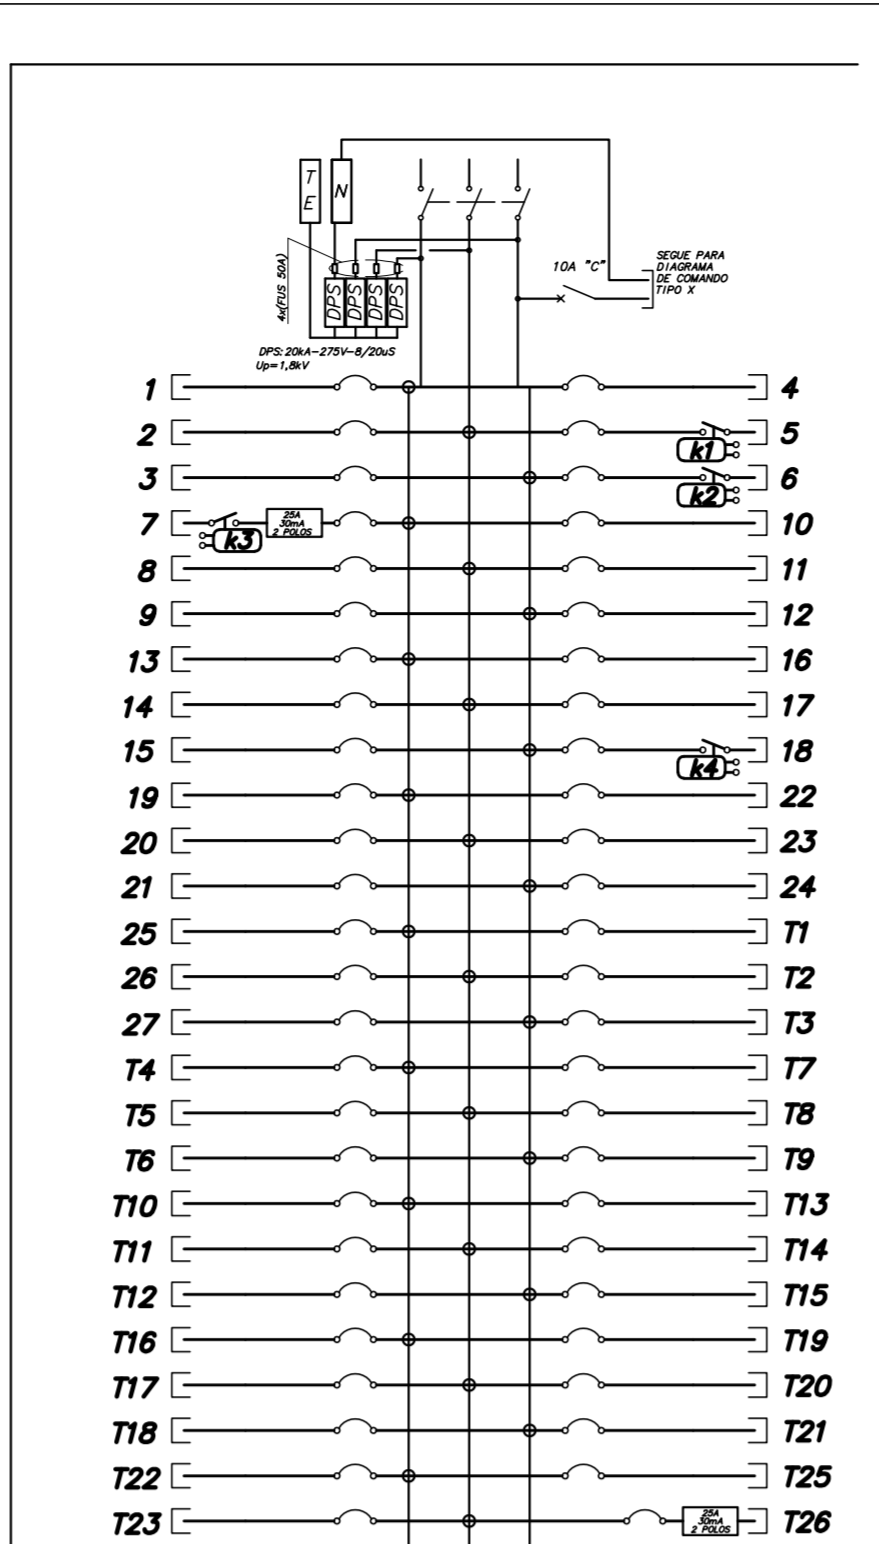 T
E
N
4x(FUS 50A)
DPS
DPS
DPS
DPS
DPS: 20kA-275V-8/20uS
Up=1,8kV
10A "C"
SEGUE PARA
DIAGRAMA
DE COMANDO
TIPO X
1
4
2
5
k1
3
6
k2
7
25A
30mA
2 POLOS
k3
10
8
11
9
12
13
16
14
17
15
18
k4
19
22
20
23
21
24
25
T1
26
T2
27
T3
T4
T7
T5
T8
T6
T9
T10
T13
T11
T14
T12
T15
T16
T19
T17
T20
T18
T21
T22
T25
T23
25A
30mA
2 POLOS
T26